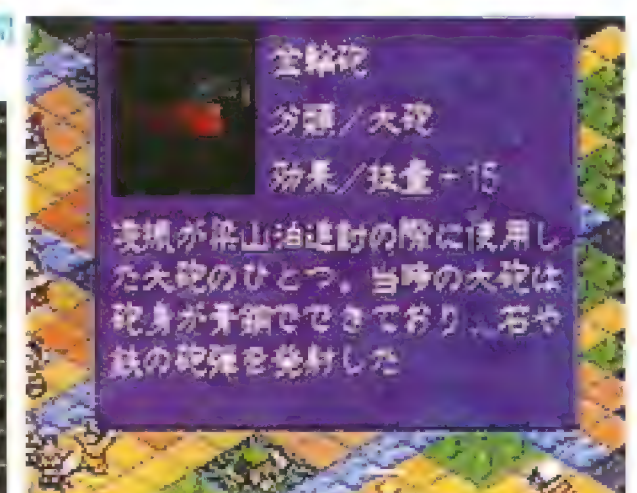 金輪砲
分類／大砲
効果／技量+15
凌振が梁山泊追討の際に使用し
た大砲のひとつ。当時の大砲は
砲身が青銅でできており、石や
鉄の砲弾を発射した